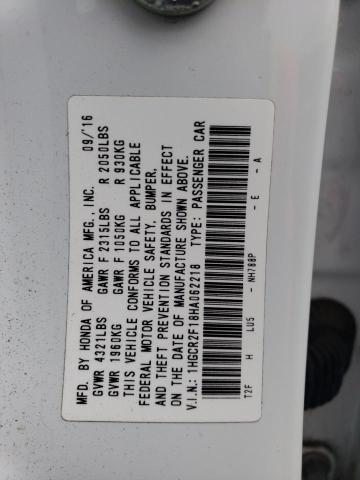 MFD. BY HONDA OF AMERICA MFG., INC. 09/'16
GVWR 4321LBS GAWR F 2315LBS R 2050LBS
GVWR 1960KG GAWR F 1050KG R 930KG
THIS VEHICLE CONFORMS TO ALL APPLICABLE
FEDERAL MOTOR VEHICLE SAFETY, BUMPER,
AND THEFT PREVENTION STANDARDS IN EFFECT
ON THE DATE OF MANUFACTURE SHOWN ABOVE.
V.I.N.: 1HGCR2F18HA062218 TYPE: PASSENGER CAR
T2F H LU5 - NH788P - E - A